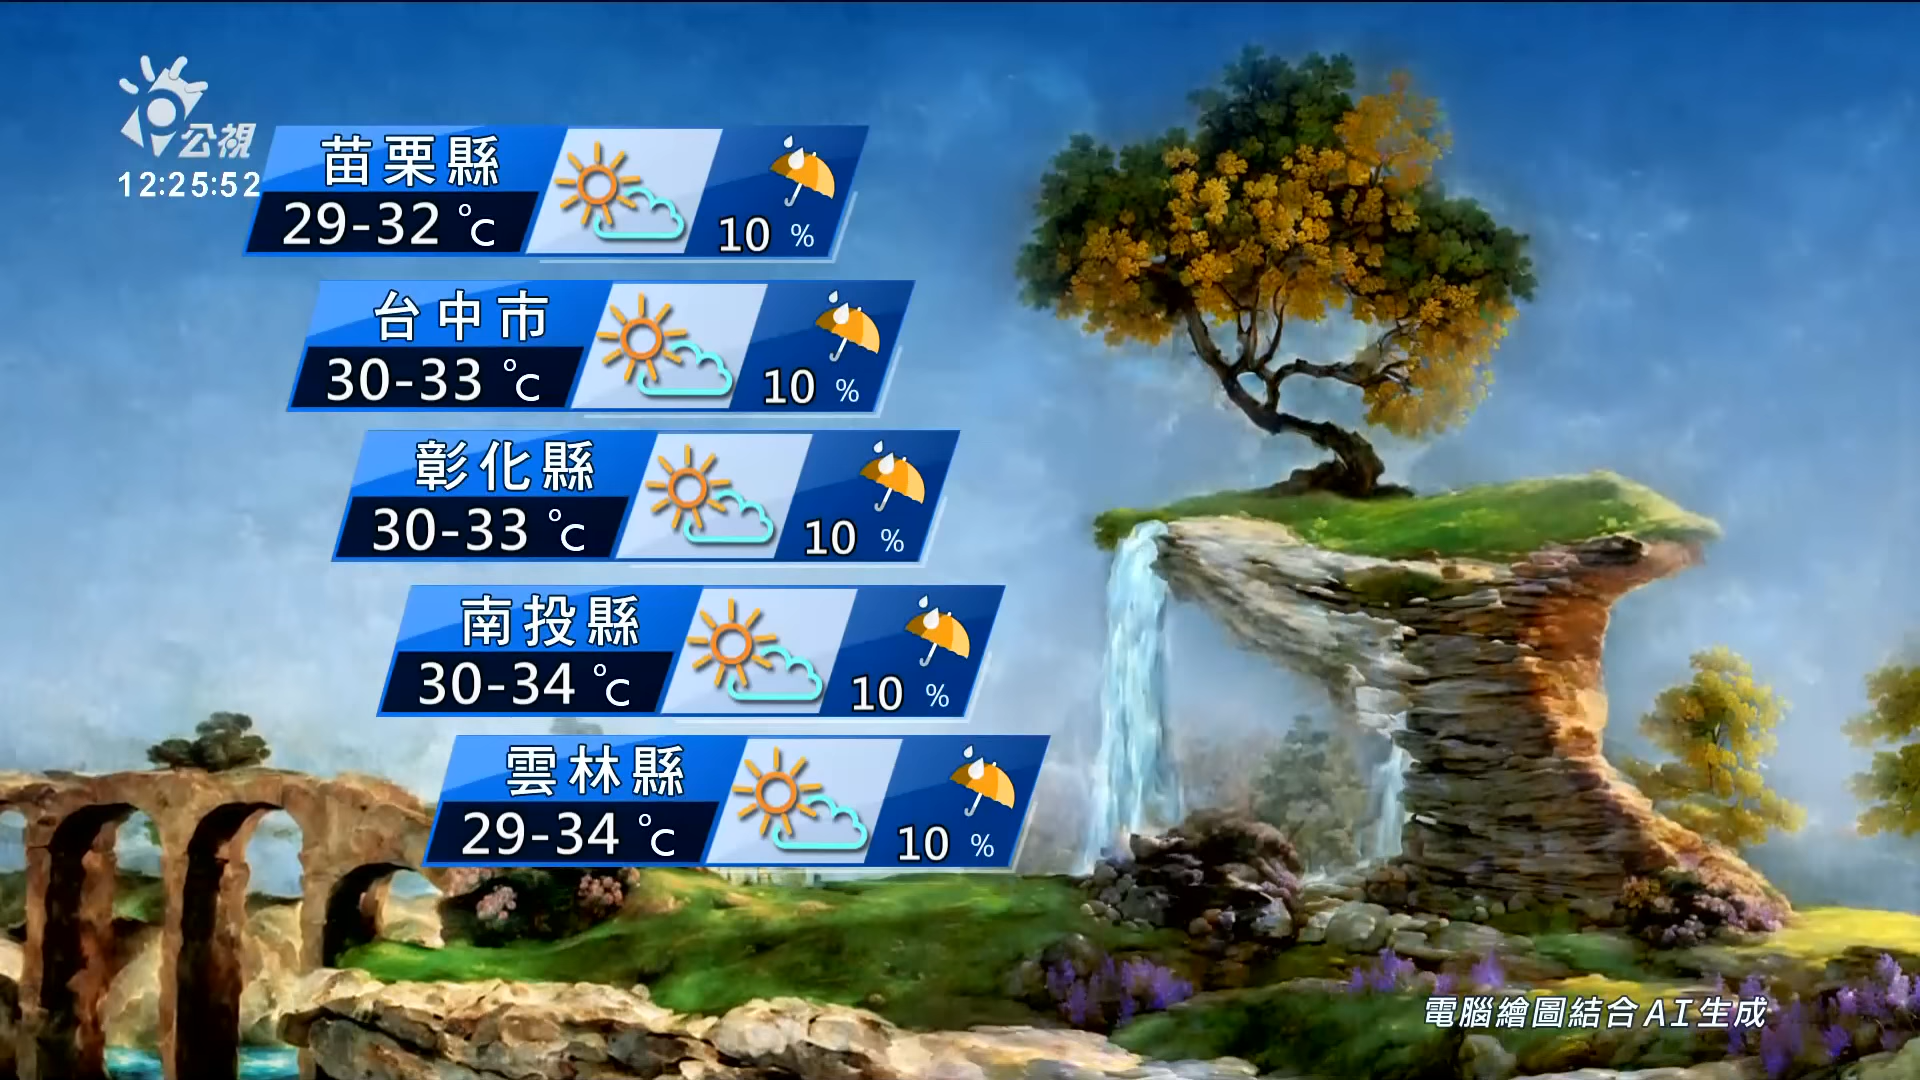 公視
12:25:52
苗栗縣
29-32 ℃
10 %
台中市
30-33 ℃
10 %
彰化縣
30-33 ℃
10 %
南投縣
30-34 ℃
10 %
雲林縣
29-34 ℃
10 %
電腦繪圖結合AI生成